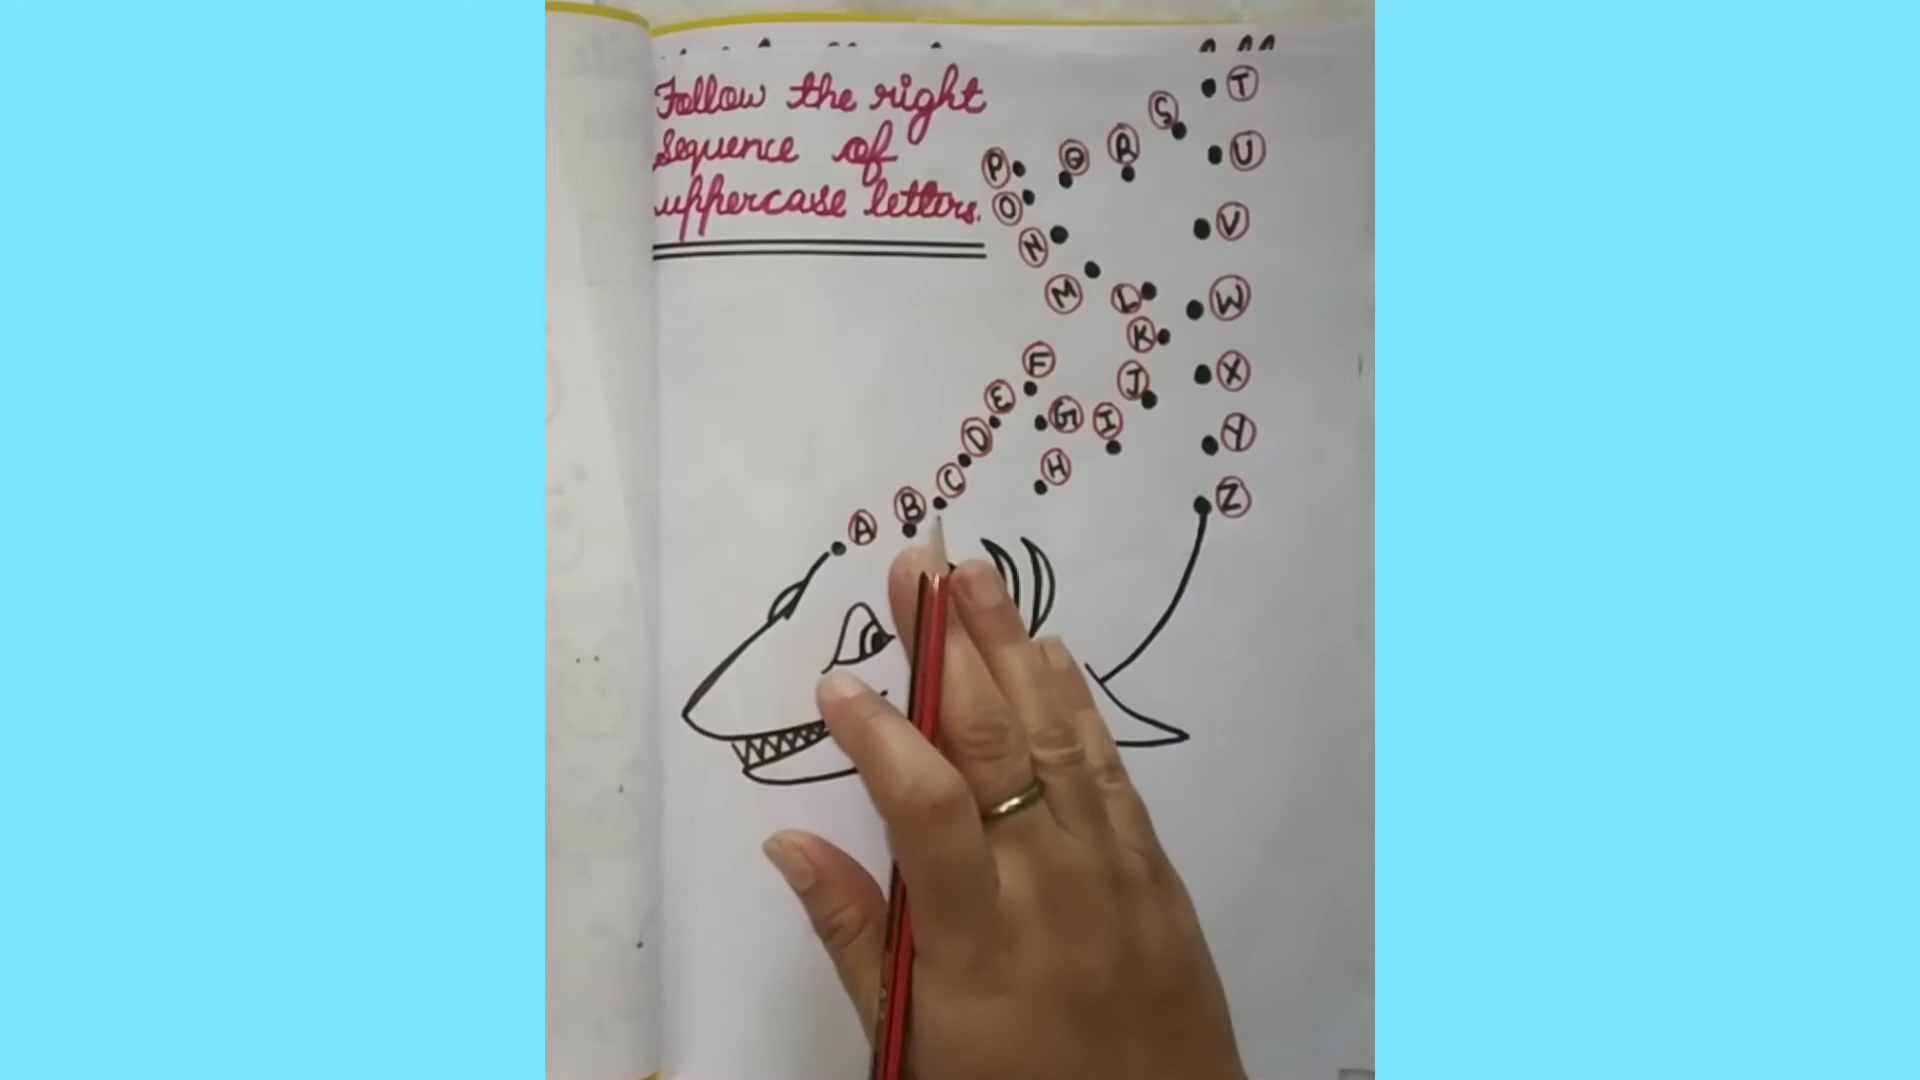 Follow the right
sequence of
uppercase letters.
T
S
R
Q
P
U
O
V
N
M
L
W
K
F
J
X
E
G
I
Y
D
H
C
B
Z
A